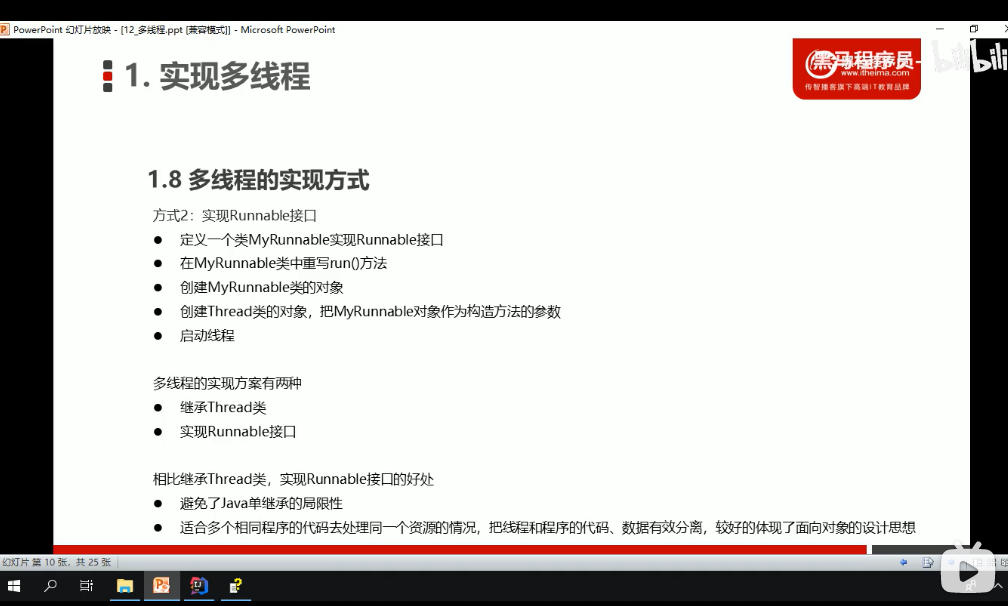 PowerPoint 幻灯片放映 - [12_多线程.ppt [兼容模式]] - Microsoft PowerPoint
1. 实现多线程
黑马程序员
www.itheima.com
传智播客旗下高端IT教育品牌
bilibili
1.8 多线程的实现方式
方式2：实现Runnable接口
● 定义一个类MyRunnable实现Runnable接口
● 在MyRunnable类中重写run()方法
● 创建MyRunnable类的对象
● 创建Thread类的对象，把MyRunnable对象作为构造方法的参数
● 启动线程
多线程的实现方案有两种
● 继承Thread类
● 实现Runnable接口
相比继承Thread类，实现Runnable接口的好处
● 避免了Java单继承的局限性
● 适合多个相同程序的代码去处理同一个资源的情况，把线程和程序的代码、数据有效分离，较好的体现了面向对象的设计思想
幻灯片 第 10 张，共 25 张